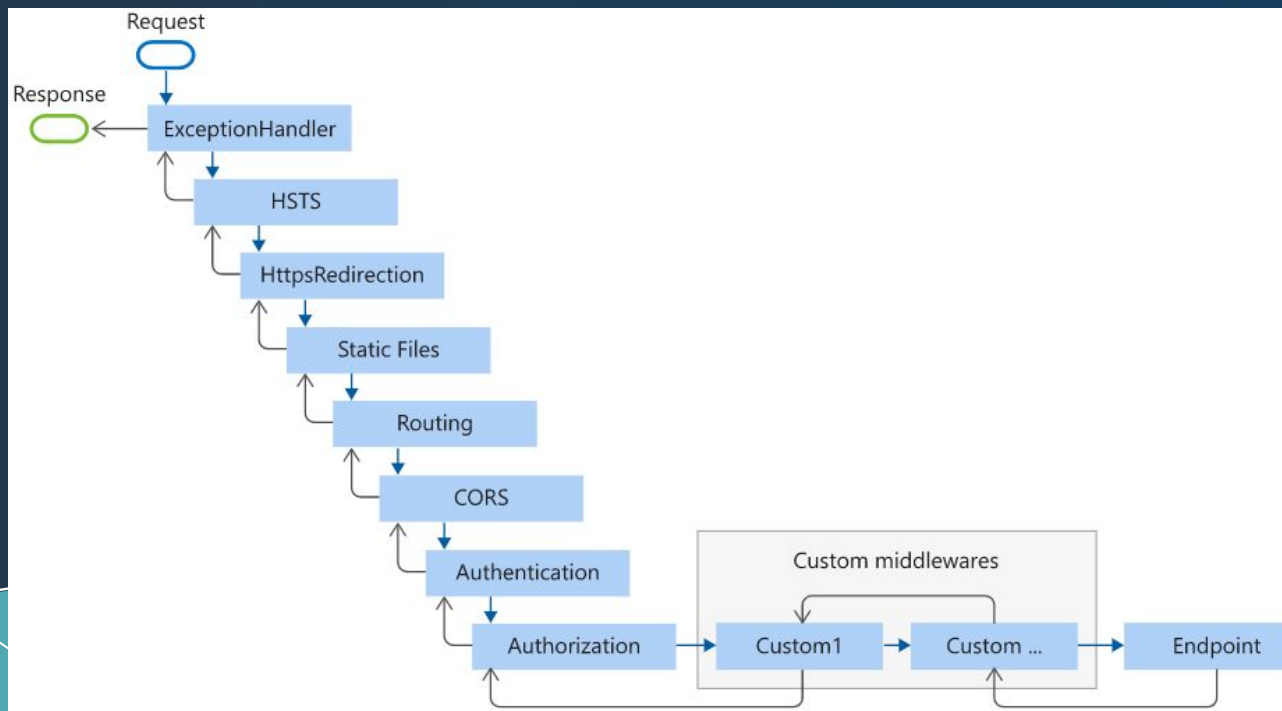 Request
Response
ExceptionHandler
HSTS
HttpsRedirection
Static Files
Routing
CORS
Authentication
Custom middlewares
Authorization
Custom1
Custom ...
Endpoint